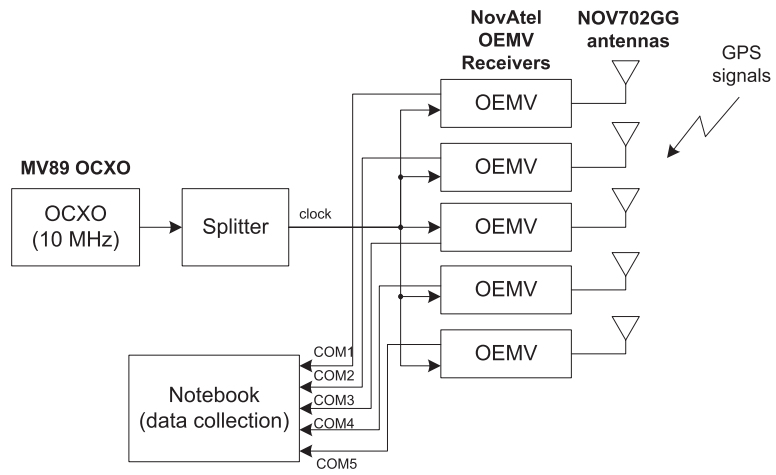 NovAtel
OEMV
Receivers
NOV702GG
antennas
GPS
signals
OEMV
OEMV
MV89 OCXO
OCXO
(10 MHz)
Splitter
clock
OEMV
OEMV
OEMV
COM1
COM2
COM3
COM4
COM5
Notebook
(data collection)